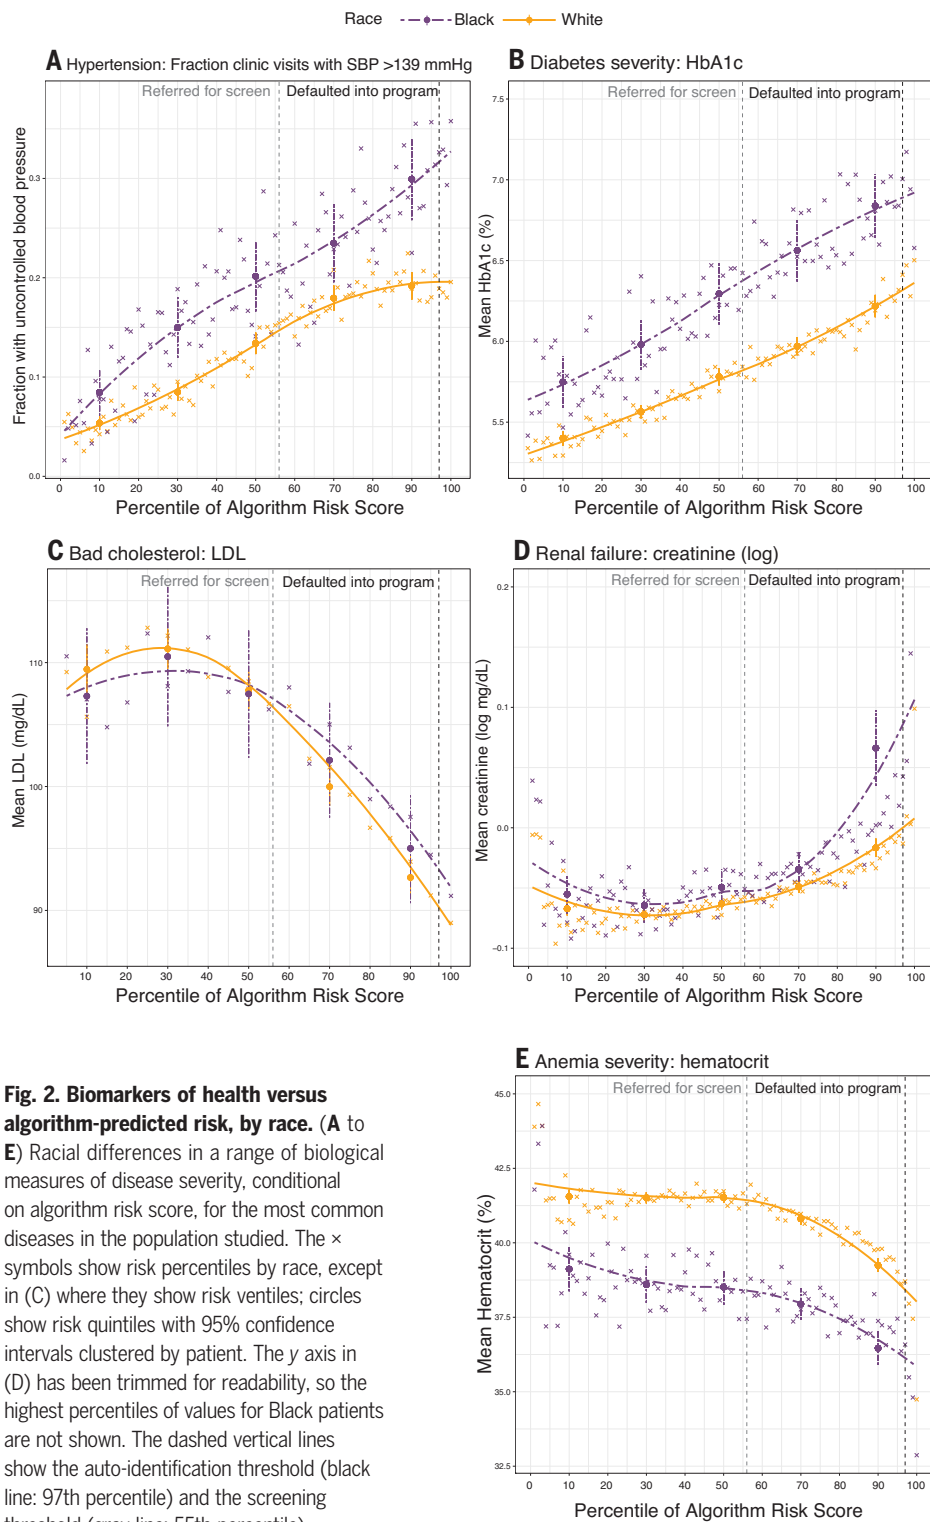 Race Black White
A Hypertension: Fraction clinic visits with SBP >139 mmHg
Referred for screen Defaulted into program
Fraction with uncontrolled blood pressure
0.3
0.2
0.1
0.0
0 10 20 30 40 50 60 70 80 90 100
Percentile of Algorithm Risk Score
B Diabetes severity: HbA1c
Referred for screen Defaulted into program
Mean HbA1c (%)
7.5
7.0
6.5
6.0
5.5
0 10 20 30 40 50 60 70 80 90 100
Percentile of Algorithm Risk Score
C Bad cholesterol: LDL
Referred for screen Defaulted into program
Mean LDL (mg/dL)
110
100
90
10 20 30 40 50 60 70 80 90 100
Percentile of Algorithm Risk Score
D Renal failure: creatinine (log)
Referred for screen Defaulted into program
Mean creatinine (log mg/dL)
0.2
0.1
0.0
−0.1
0 10 20 30 40 50 60 70 80 90 100
Percentile of Algorithm Risk Score
E Anemia severity: hematocrit
Referred for screen Defaulted into program
Mean Hematocrit (%)
45.0
42.5
40.0
37.5
35.0
32.5
0 10 20 30 40 50 60 70 80 90 100
Percentile of Algorithm Risk Score
Fig. 2. Biomarkers of health versus
algorithm-predicted risk, by race. (A to
E) Racial differences in a range of biological
measures of disease severity, conditional
on algorithm risk score, for the most common
diseases in the population studied. The ×
symbols show risk percentiles by race, except
in (C) where they show risk ventiles; circles
show risk quintiles with 95% confidence
intervals clustered by patient. The y axis in
(D) has been trimmed for readability, so the
highest percentiles of values for Black patients
are not shown. The dashed vertical lines
show the auto-identification threshold (black
line: 97th percentile) and the screening
threshold (gray line: 55th percentile).